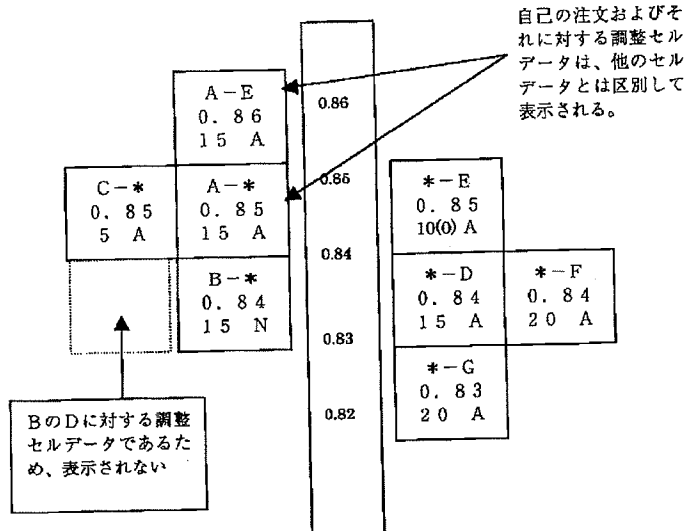 自己の注文およびそ
れに対する調整セル
データは、他のセル
データとは区別して
表示される。
A-E
0.86
15 A
0.86
C-*
0.85
5 A
A-*
0.85
15 A
0.85
*-E
0.85
10(0) A
0.84
B-*
0.84
15 N
*-D
0.84
15 A
*-F
0.84
20 A
0.83
*-G
0.83
20 A
0.82
BのDに対する調整
セルデータであるた
め、表示されない